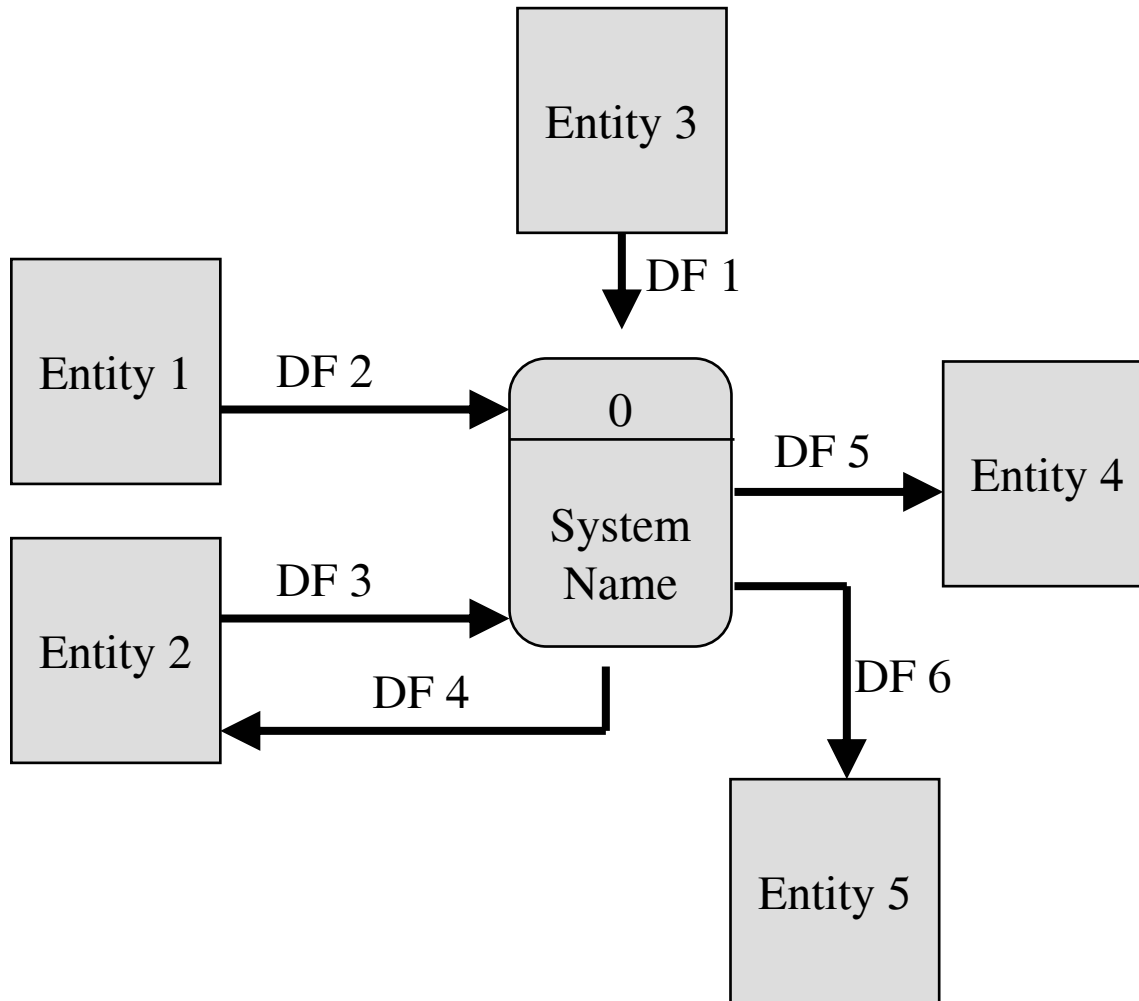 Entity 3
DF 1
Entity 1
DF 2
0
DF 5
Entity 4
System
Name
DF 3
Entity 2
DF 4
DF 6
Entity 5